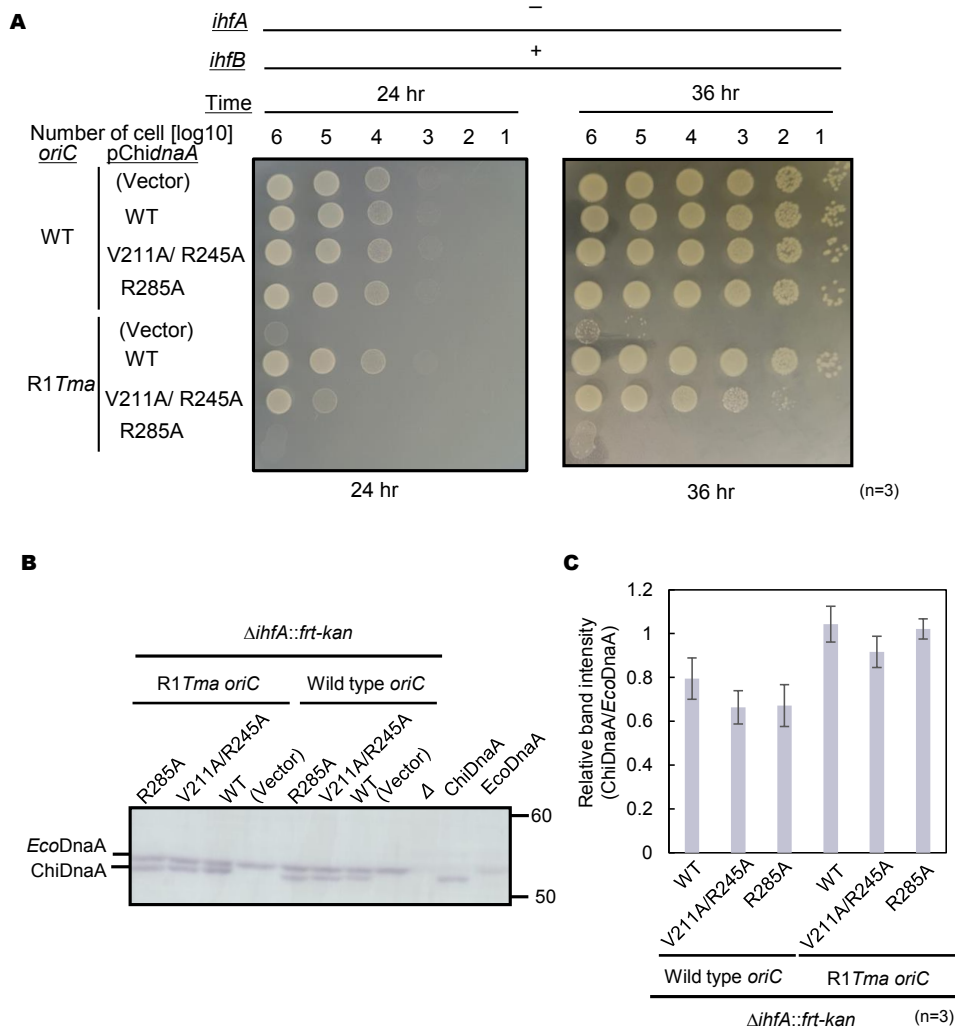 A
ihfA
–
ihfB
+
Time
24 hr
36 hr
Number of cell [log10]
6 5 4 3 2 1
6 5 4 3 2 1
oriC
pChidnaA
WT
(Vector)
WT
V211A/ R245A
R285A
R1Tma
(Vector)
WT
V211A/ R245A
R285A
24 hr
36 hr
(n=3)
B
ΔihfA::frt-kan
R1Tma oriC
Wild type oriC
R285A
V211A/R245A
WT
(Vector)
R285A
V211A/R245A
WT
(Vector)
Δ
ChiDnaA
EcoDnaA
EcoDnaA
ChiDnaA
60
50
C
Relative band intensity
(ChiDnaA/EcoDnaA)
1.2
1
0.8
0.6
0.4
0.2
0
WT
V211A/R245A
R285A
WT
V211A/R245A
R285A
Wild type oriC
R1Tma oriC
ΔihfA::frt-kan
(n=3)